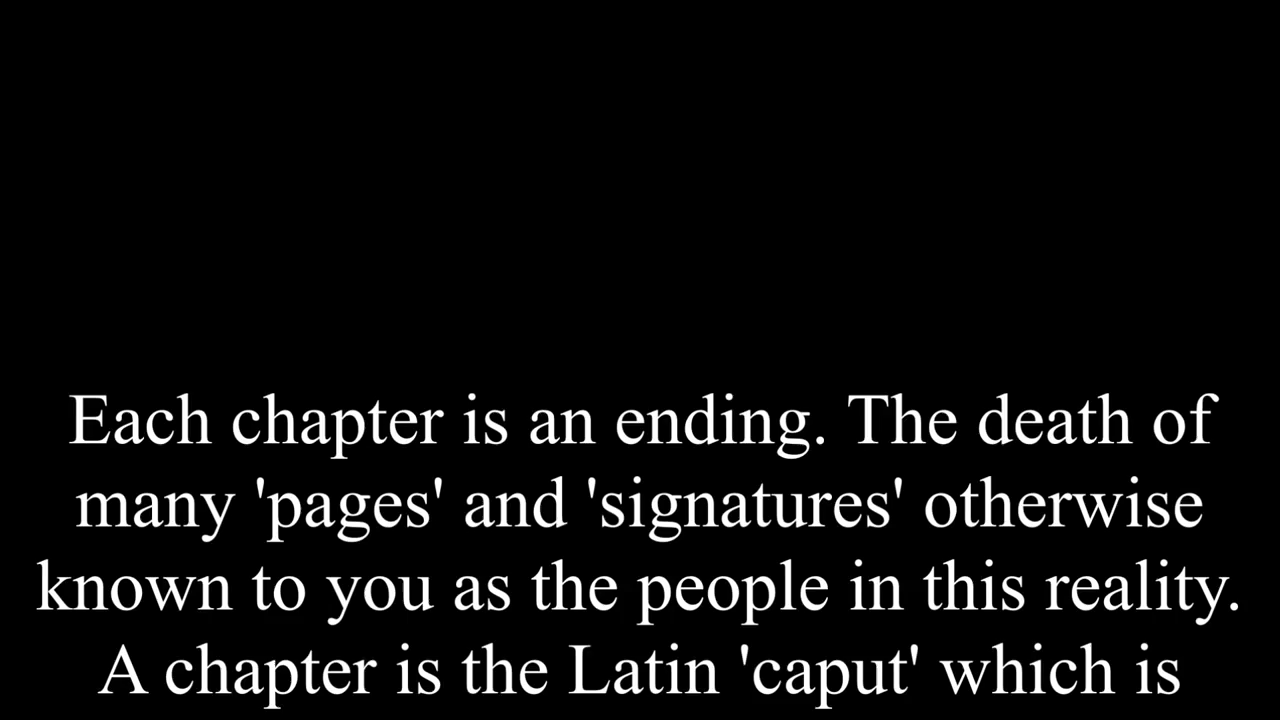 Each chapter is an ending. The death of
many 'pages' and 'signatures' otherwise
known to you as the people in this reality.
A chapter is the Latin 'caput' which is